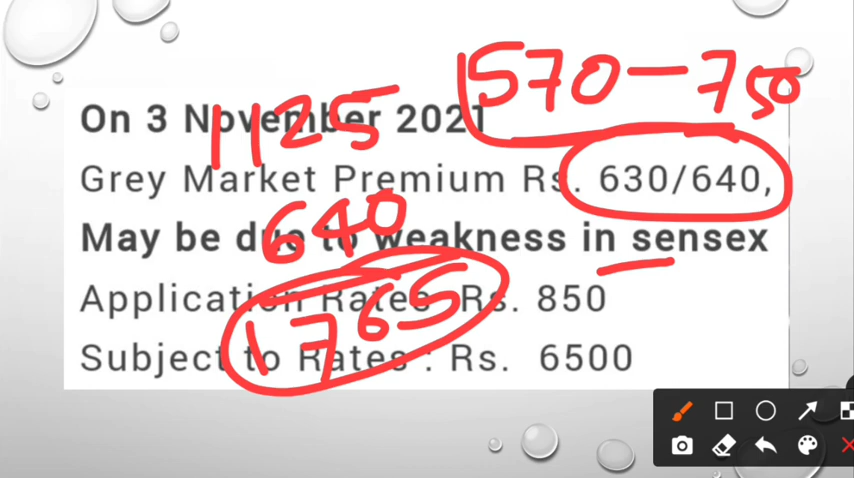 570-750
On 3 November 2021
1125
Grey Market Premium Rs. 630/640,
640
May be due to weakness in sensex
Application Rates Rs. 850
1765
Subject to Rates : Rs. 6500